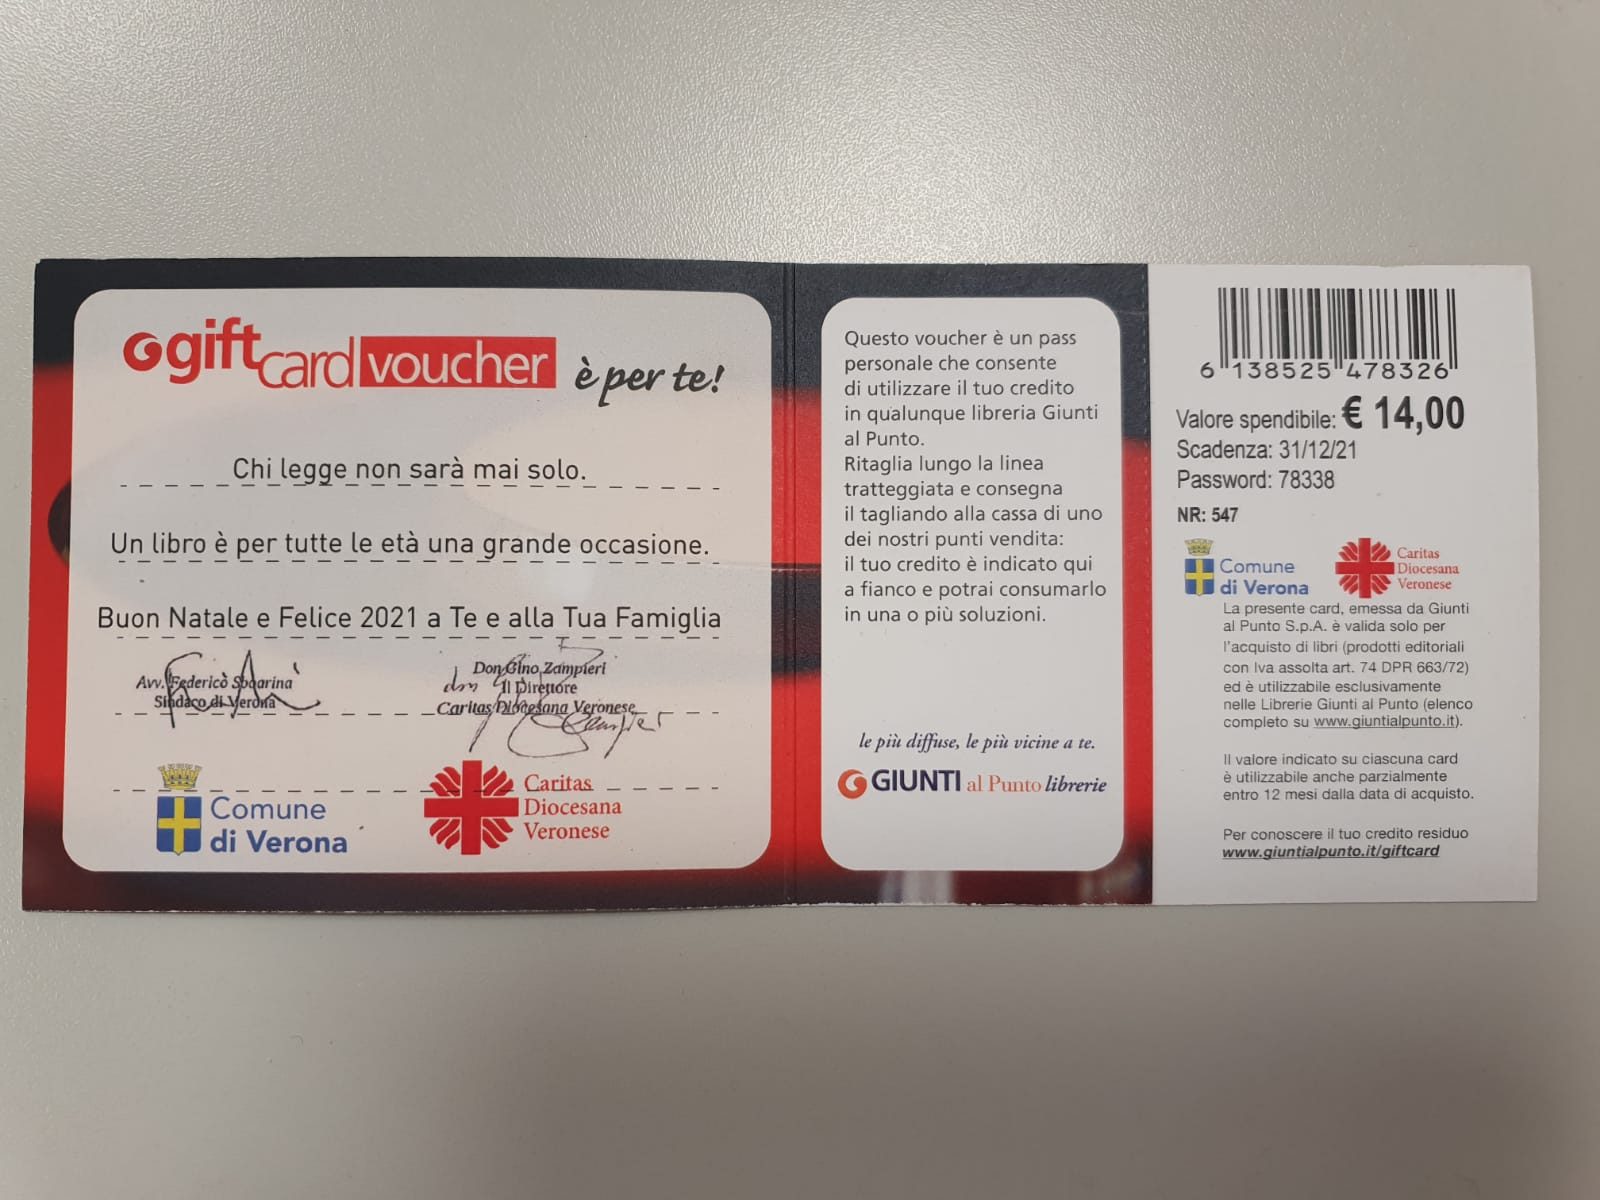 giftcard voucher è per te!
Chi legge non sarà mai solo.
Un libro è per tutte le età una grande occasione.
Buon Natale e Felice 2021 a Te e alla Tua Famiglia
Avv. Federico Sboarina
Sindaco di Verona
Don Gino Zampieri
Il Direttore
Caritas Diocesana Veronese
Comune
di Verona
Caritas
Diocesana
Veronese
Questo voucher è un pass
personale che consente
di utilizzare il tuo credito
in qualunque libreria Giunti
al Punto.
Ritaglia lungo la linea
tratteggiata e consegna
il tagliando alla cassa di uno
dei nostri punti vendita:
il tuo credito è indicato qui
a fianco e potrai consumarlo
in una o più soluzioni.
le più diffuse, le più vicine a te.
GIUNTI al Punto librerie
6 138525 478326
Valore spendibile: € 14,00
Scadenza: 31/12/21
Password: 78338
NR: 547
Comune
di Verona
Caritas
Diocesana
Veronese
La presente card, emessa da Giunti
al Punto S.p.A. è valida solo per
l'acquisto di libri (prodotti editoriali
con Iva assolta art. 74 DPR 663/72)
ed è utilizzabile esclusivamente
nelle Librerie Giunti al Punto (elenco
completo su www.giuntialpunto.it).
Il valore indicato su ciascuna card
è utilizzabile anche parzialmente
entro 12 mesi dalla data di acquisto.
Per conoscere il tuo credito residuo
www.giuntialpunto.it/giftcard